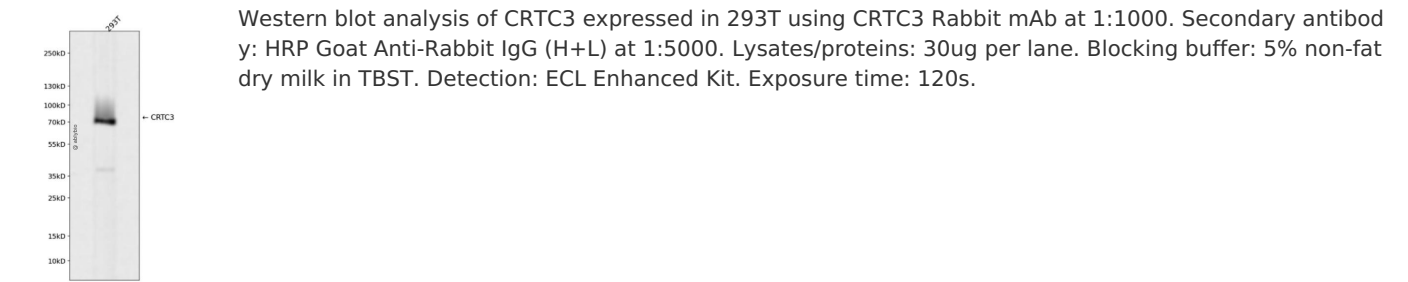 293T
250kD
130kD
100kD
← CRTC3
70kD
55kD
35kD
25kD
15kD
10kD
@ abybio
Western blot analysis of CRTC3 expressed in 293T using CRTC3 Rabbit mAb at 1:1000. Secondary antibod
y: HRP Goat Anti-Rabbit IgG (H+L) at 1:5000. Lysates/proteins: 30ug per lane. Blocking buffer: 5% non-fat
dry milk in TBST. Detection: ECL Enhanced Kit. Exposure time: 120s.